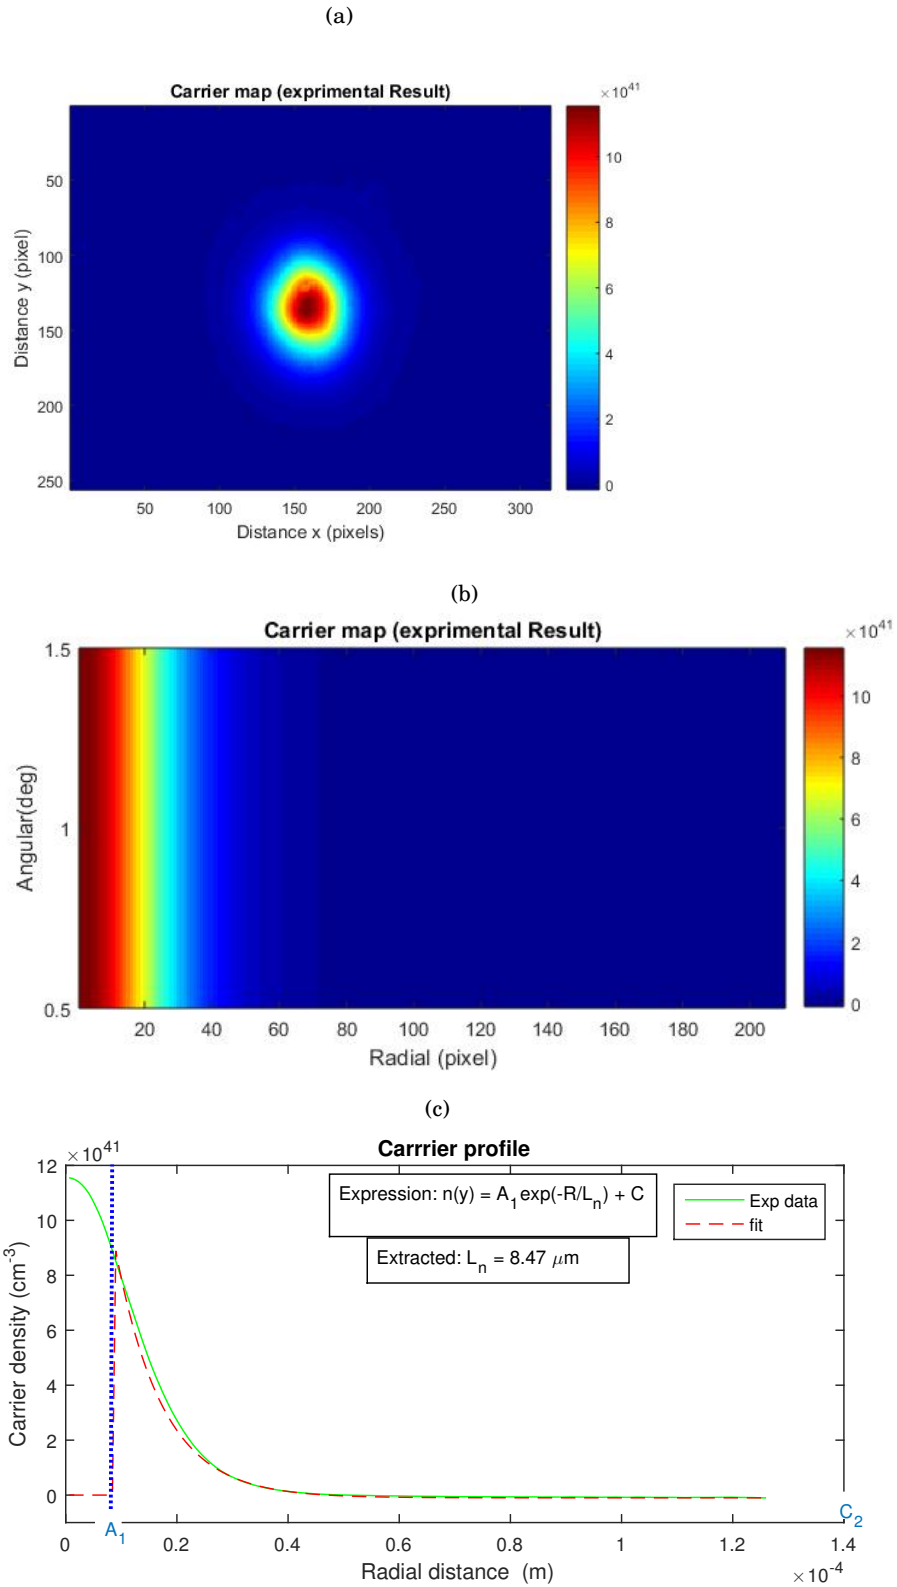 (a)
Carrier map (exprimental Result)
×10^41
50
100
150
200
250
Distance y (pixel)
50 100 150 200 250 300
Distance x (pixels)
10
8
6
4
2
0
(b)
Carrier map (exprimental Result)
×10^41
1.5
1
0.5
Angular(deg)
20 40 60 80 100 120 140 160 180 200
Radial (pixel)
10
8
6
4
2
0
(c)
Carrrier profile
×10^41
12
10
8
6
4
2
0
Carrier density (cm^-3)
Expression: n(y) = A_1 exp(-R/L_n) + C
Extracted: L_n = 8.47 μm
Exp data
fit
A_1
C_2
0 0.2 0.4 0.6 0.8 1 1.2 1.4
Radial distance (m)
×10^-4